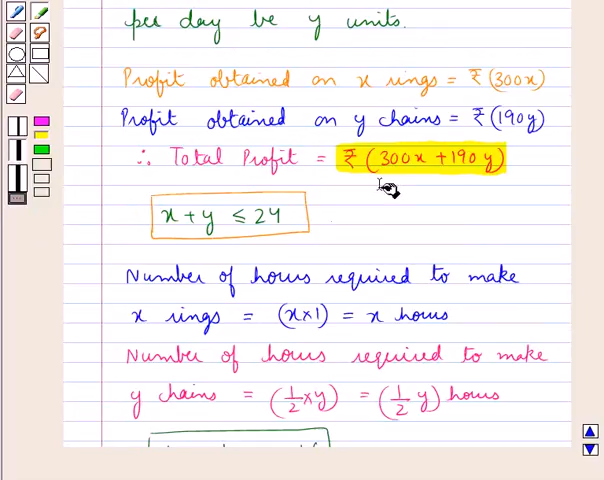 per day be y units.
Profit obtained on x rings = ₹ (300x)
Profit obtained on y chains = ₹ (190y)
∴ Total Profit = ₹ (300x + 190y)
x + y ≤ 24
Number of hours required to make
x rings = (x×1) = x hours
Number of hours required to make
y chains = (1/2 × y) = (1/2 y) hours